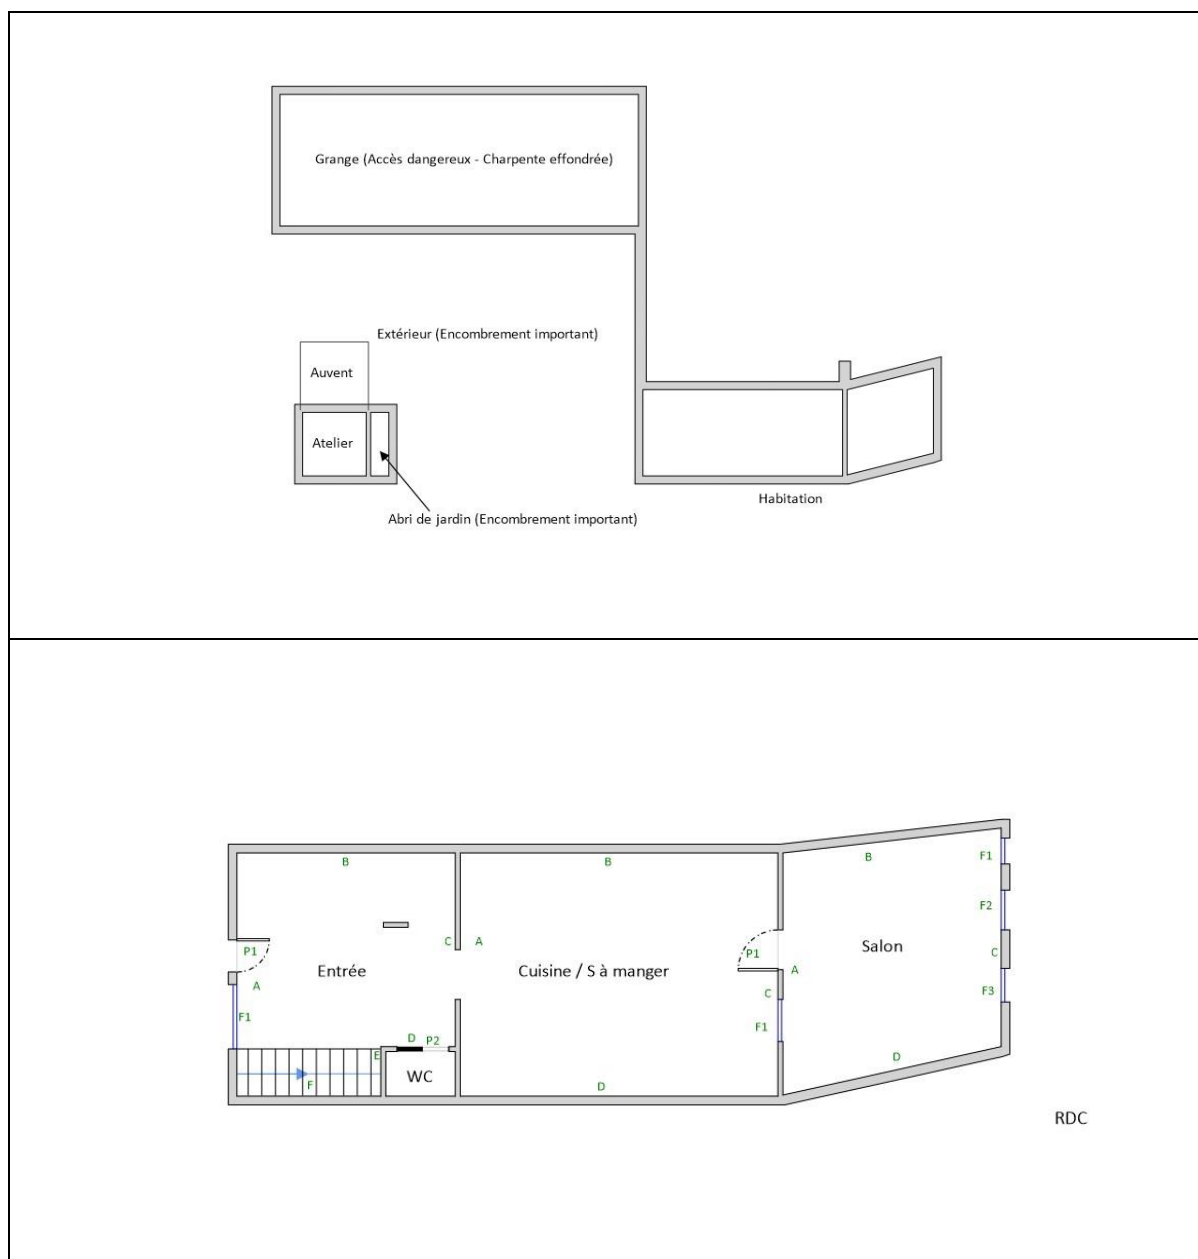 Grange (Accès dangereux - Charpente effondrée)
Extérieur (Encombrement important)
Auvent
Atelier
Habitation
Abri de jardin (Encombrement important)
B
B
B
F1
F2
C
A
P1
P1
Entrée
Cuisine / S à manger
Salon
C
A
A
C
F3
F1
F1
D
P2
E
D
WC
F
D
RDC